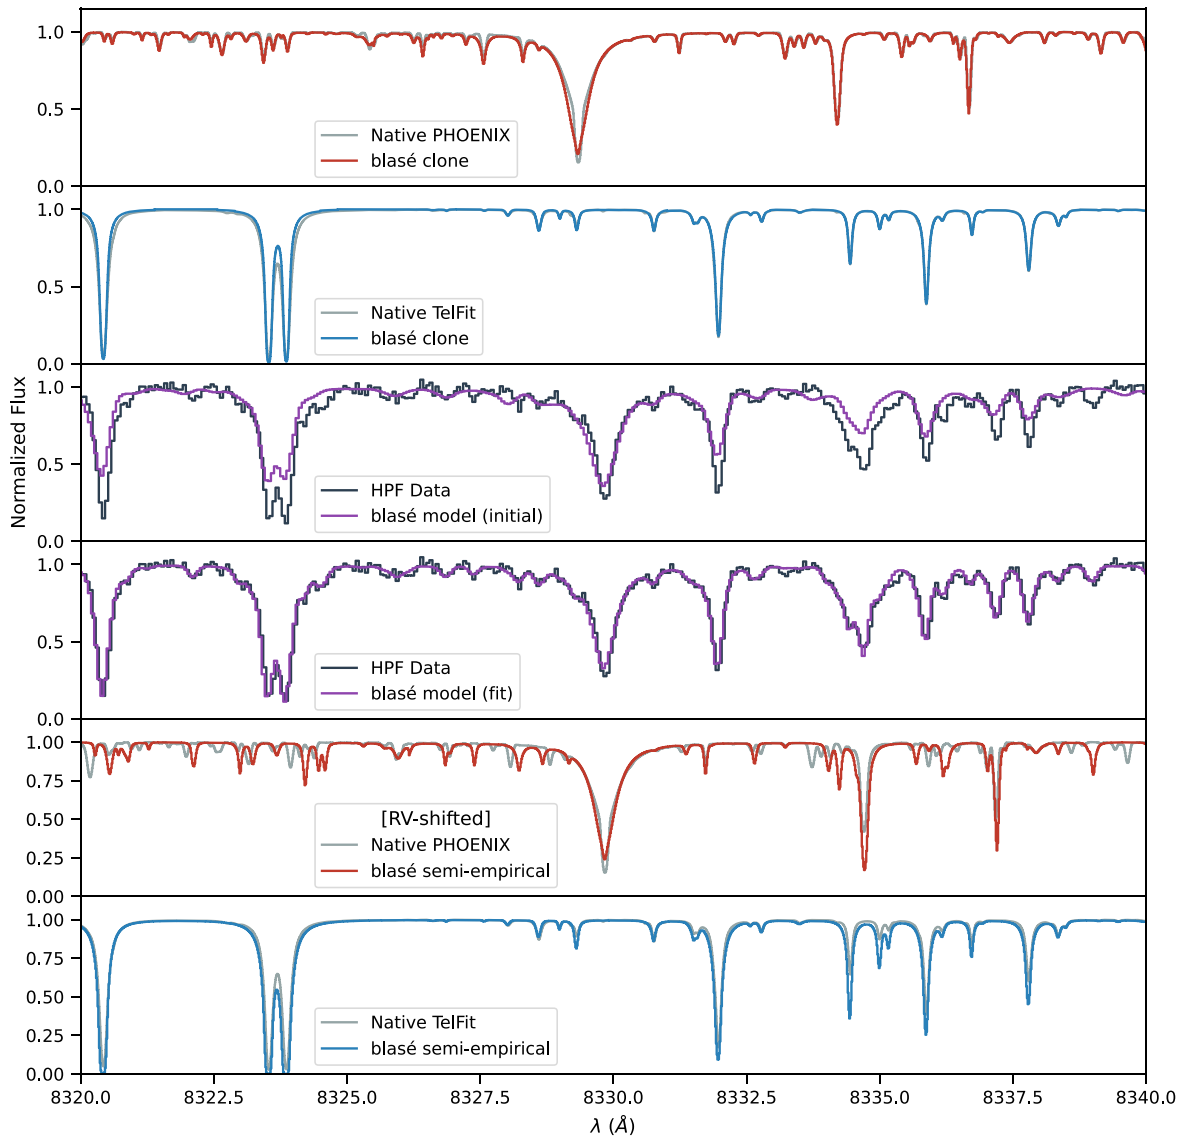 1.0
0.5
0.0
Native PHOENIX
blasé clone
1.0
0.5
0.0
Native TelFit
blasé clone
Normalized Flux
1.0
0.5
0.0
HPF Data
blasé model (initial)
1.0
0.5
0.0
HPF Data
blasé model (fit)
1.00
0.75
0.50
0.25
0.00
[RV-shifted]
Native PHOENIX
blasé semi-empirical
1.00
0.75
0.50
0.25
0.00
Native TelFit
blasé semi-empirical
8320.0 8322.5 8325.0 8327.5 8330.0 8332.5 8335.0 8337.5 8340.0
λ (Å)